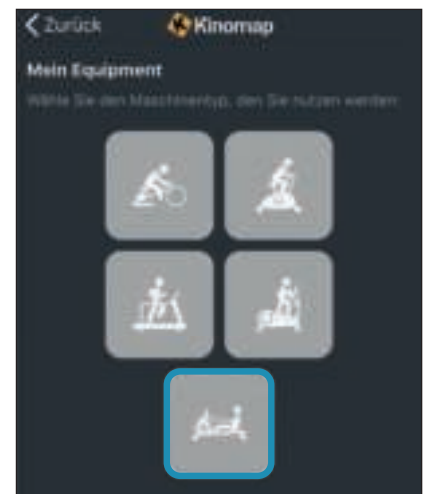 Zurück
Kinomap
Mein Equipment
Wähle Sie den Maschinentyp, den Sie nutzen werden: